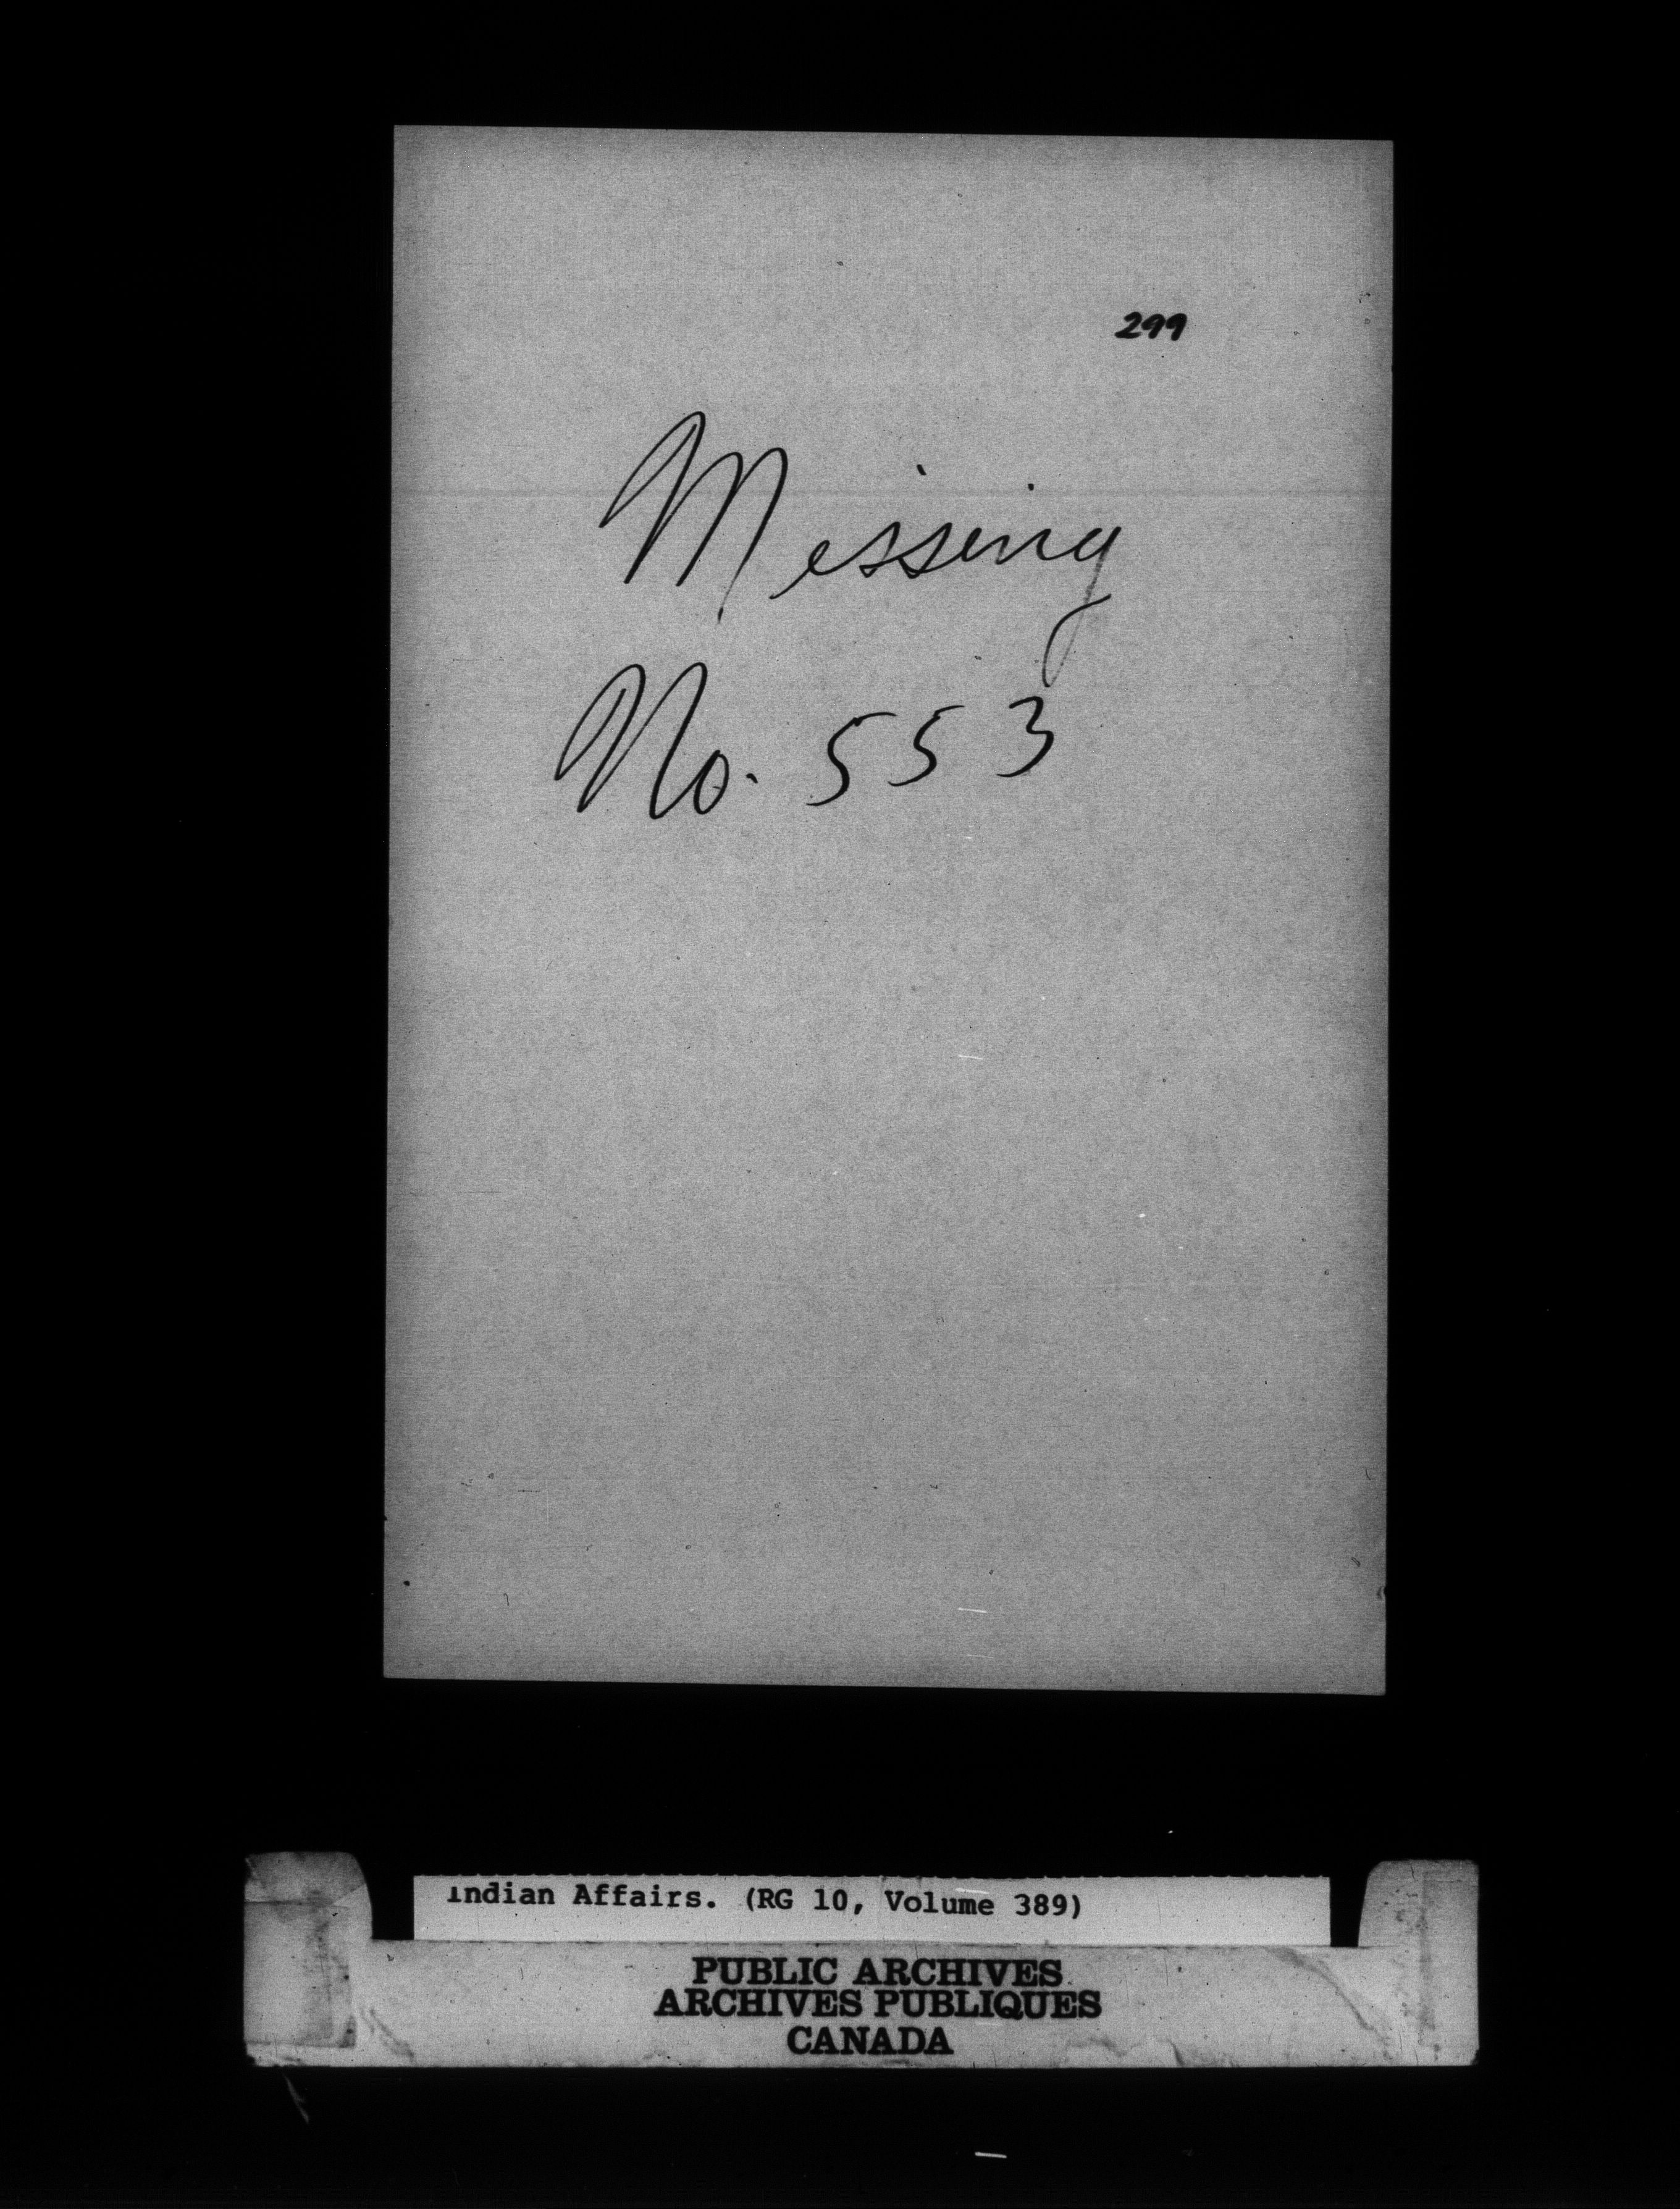 299
Missing
No. 553
Indian Affairs. (RG 10, Volume 389)
PUBLIC ARCHIVES
ARCHIVES PUBLIQUES
CANADA